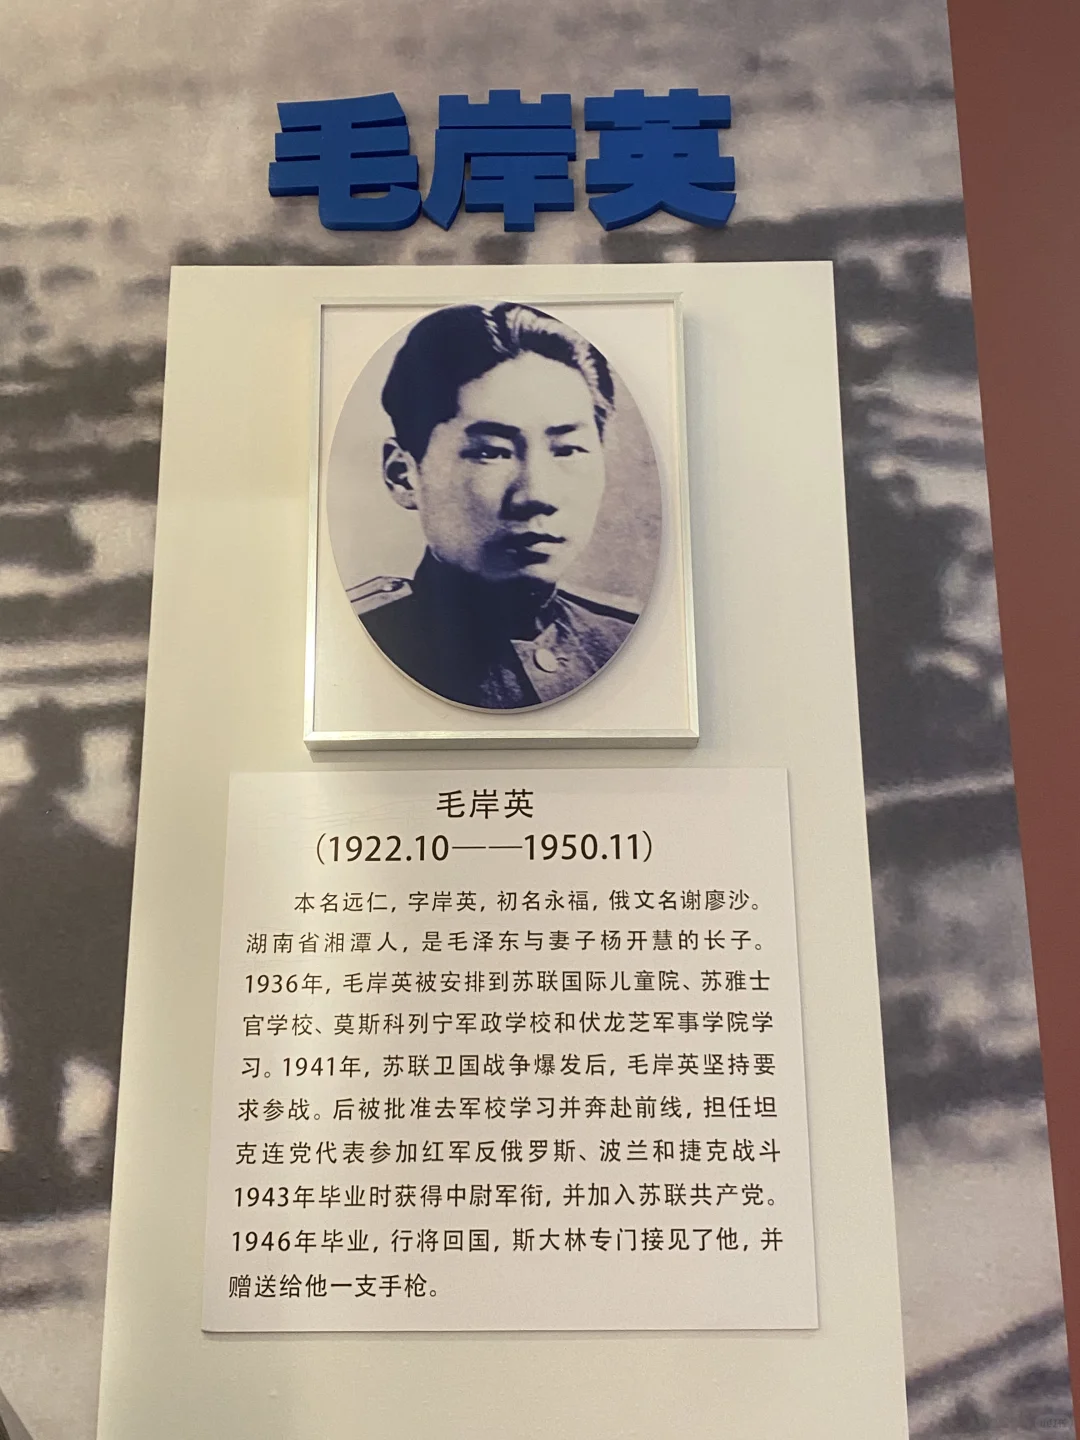 毛岸英
毛岸英
（1922.10——1950.11）
本名远仁，字岸英，初名永福，俄文名谢廖沙。
湖南省湘潭人，是毛泽东与妻子杨开慧的长子。
1936年，毛岸英被安排到苏联国际儿童院、苏雅士
官学校、莫斯科列宁军政学校和伏龙芝军事学院学
习。1941年，苏联卫国战争爆发后，毛岸英坚持要
求参战。后被批准去军校学习并奔赴前线，担任坦
克连党代表参加红军反俄罗斯、波兰和捷克战斗
1943年毕业时获得中尉军衔，并加入苏联共产党。
1946年毕业，行将回国，斯大林专门接见了他，并
赠送给他一支手枪。